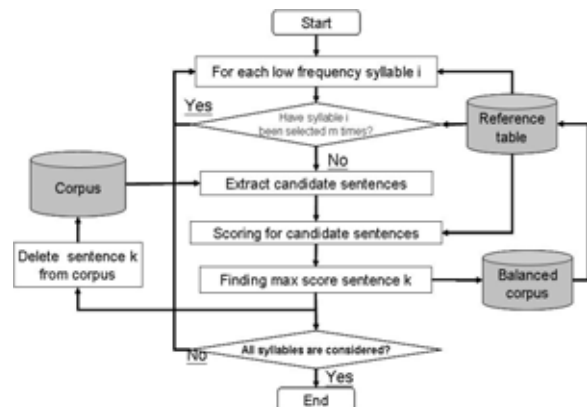 Start
For each low frequency syllable i
Yes
Have syllable i
been selected m times?
Reference
table
No
Corpus
Extract candidate sentences
Scoring for candidate sentences
Delete sentence k
from corpus
Finding max score sentence k
Balanced
corpus
All syllables are considered?
No
Yes
End